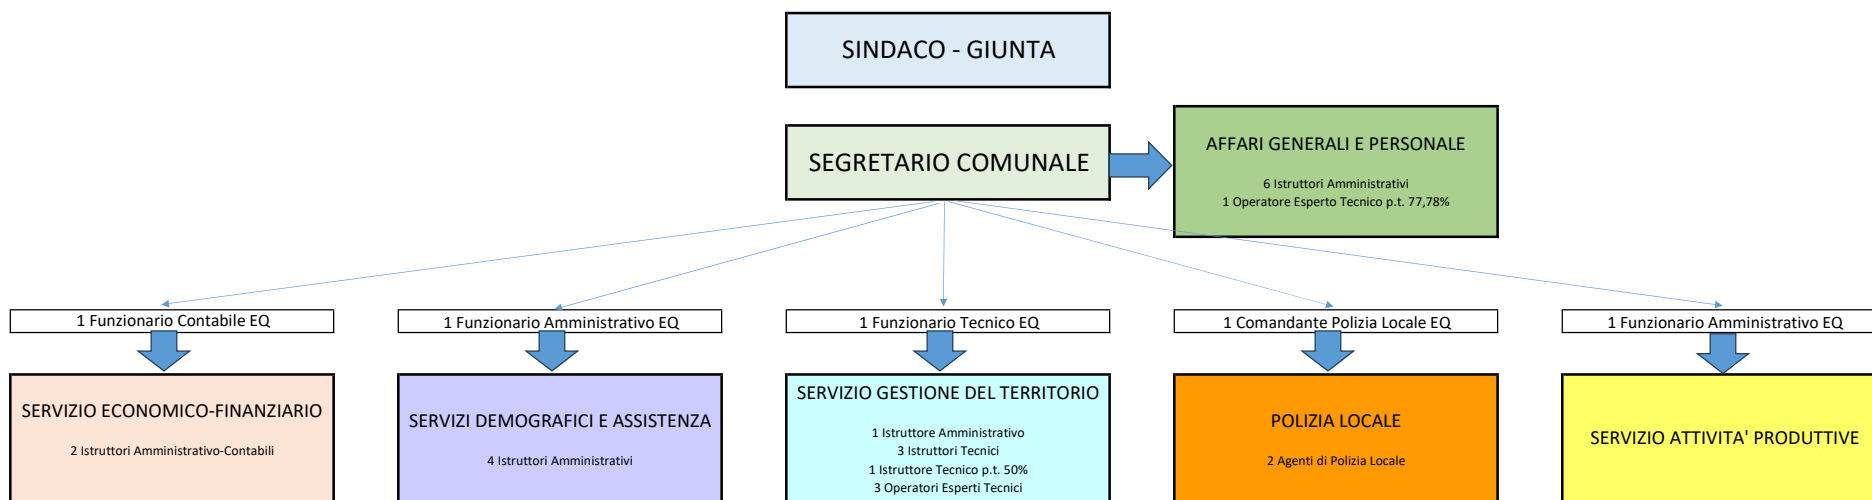 SINDACO - GIUNTA
SEGRETARIO COMUNALE
AFFARI GENERALI E PERSONALE
6 Istruttori Amministrativi
1 Operatore Esperto Tecnico p.t. 77,78%
1 Funzionario Contabile EQ
1 Funzionario Amministrativo EQ
1 Funzionario Tecnico EQ
1 Comandante Polizia Locale EQ
1 Funzionario Amministrativo EQ
SERVIZIO ECONOMICO-FINANZIARIO
2 Istruttori Amministrativo-Contabili
SERVIZI DEMOGRAFICI E ASSISTENZA
4 Istruttori Amministrativi
SERVIZIO GESTIONE DEL TERRITORIO
1 Istruttore Amministrativo
3 Istruttori Tecnici
1 Istruttore Tecnico p.t. 50%
3 Operatori Esperti Tecnici
POLIZIA LOCALE
2 Agenti di Polizia Locale
SERVIZIO ATTIVITA' PRODUTTIVE